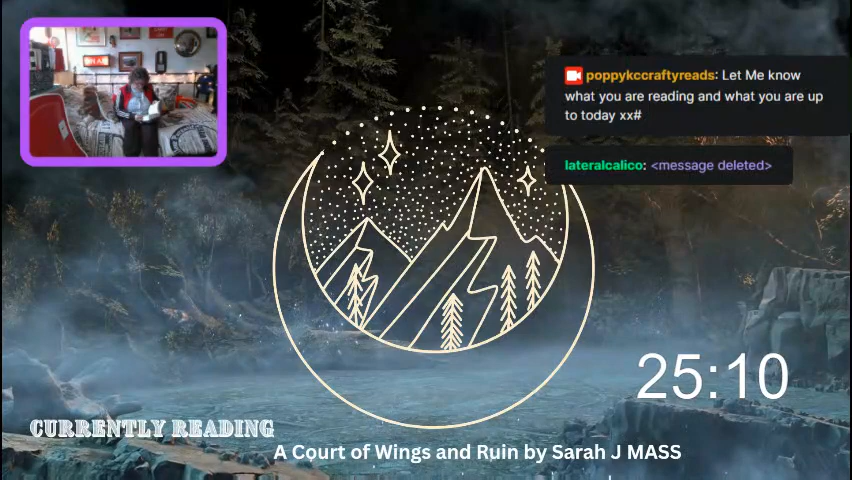 poppykccraftyreads: Let Me know
what you are reading and what you are up
to today xx#
lateralcalico: <message deleted>
25:10
CURRENTLY READING
A Court of Wings and Ruin by Sarah J MASS